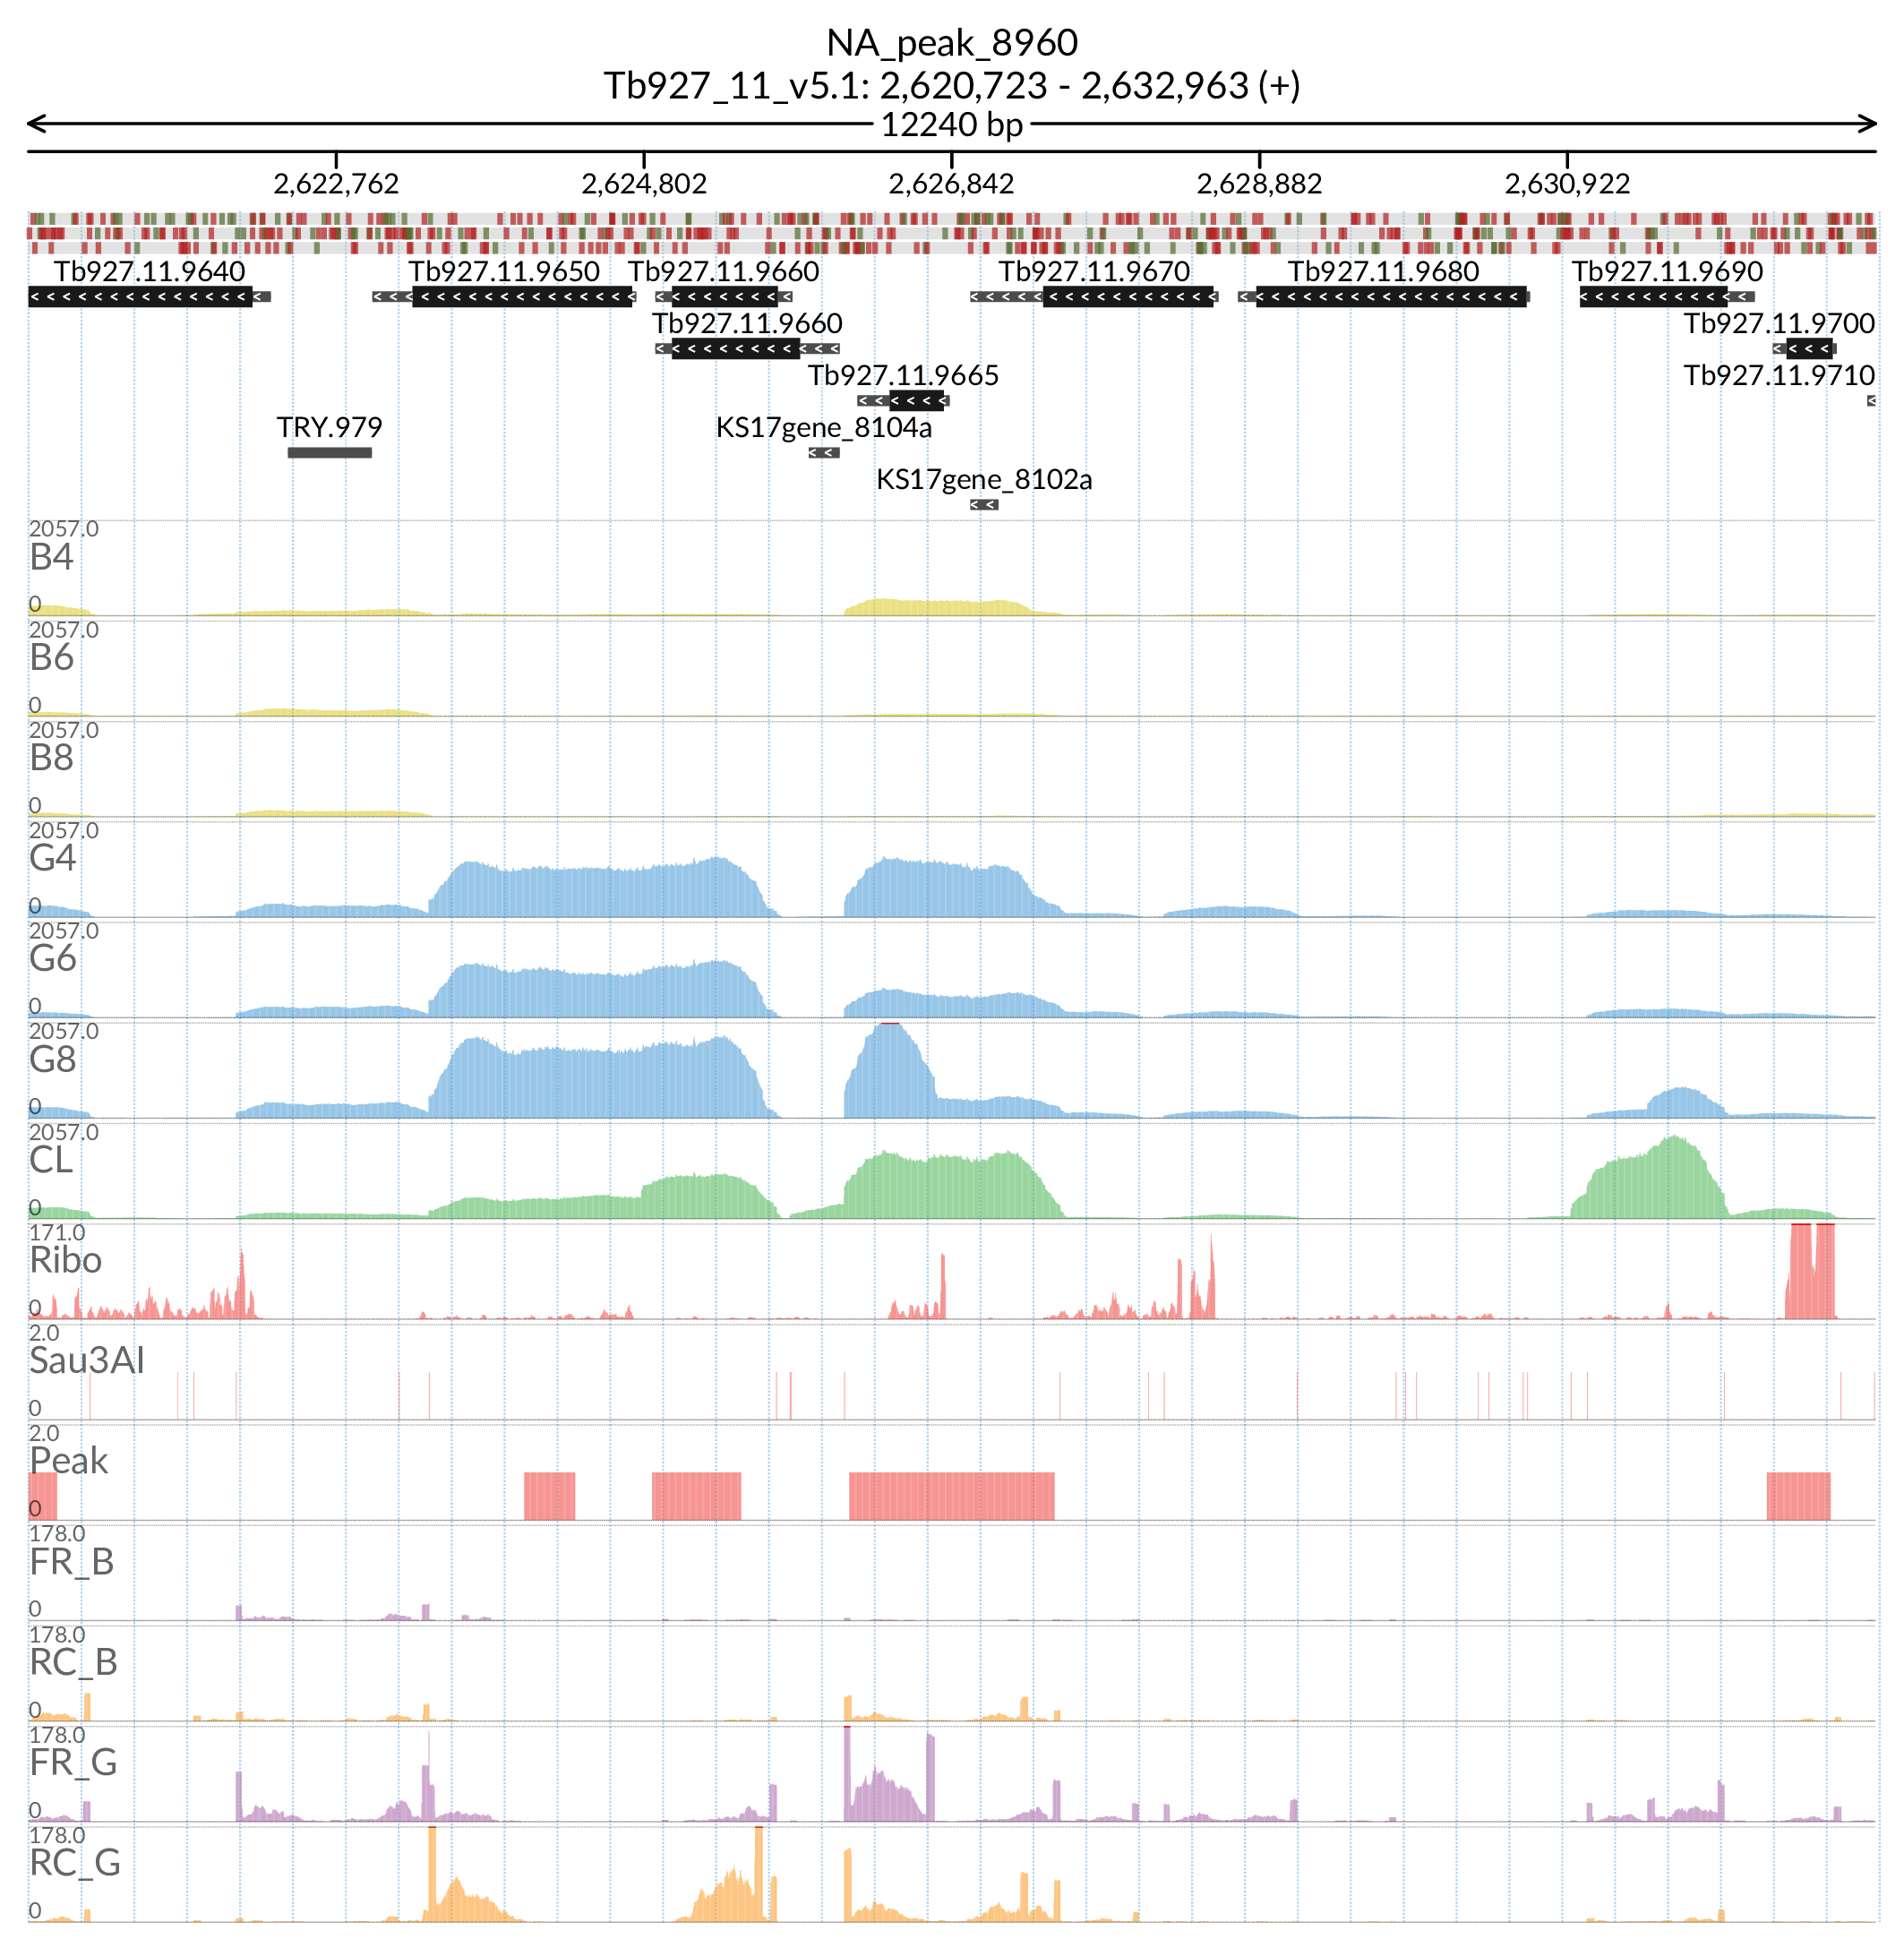 NA_peak_8960
Tb927_11_v5.1: 2,620,723 - 2,632,963 (+)
12240 bp
2,622,762 2,624,802 2,626,842 2,628,882 2,630,922
Tb927.11.9640 Tb927.11.9650 Tb927.11.9660 Tb927.11.9670 Tb927.11.9680 Tb927.11.9690
Tb927.11.9660 Tb927.11.9700
Tb927.11.9665 Tb927.11.9710
TRY.979 KS17gene_8104a
KS17gene_8102a
2057.0
B4
0
2057.0
B6
0
2057.0
B8
0
2057.0
G4
0
2057.0
G6
0
2057.0
G8
0
2057.0
CL
0
171.0
Ribo
0
2.0
Sau3AI
0
2.0
Peak
0
178.0
FR_B
0
178.0
RC_B
0
178.0
FR_G
0
178.0
RC_G
0